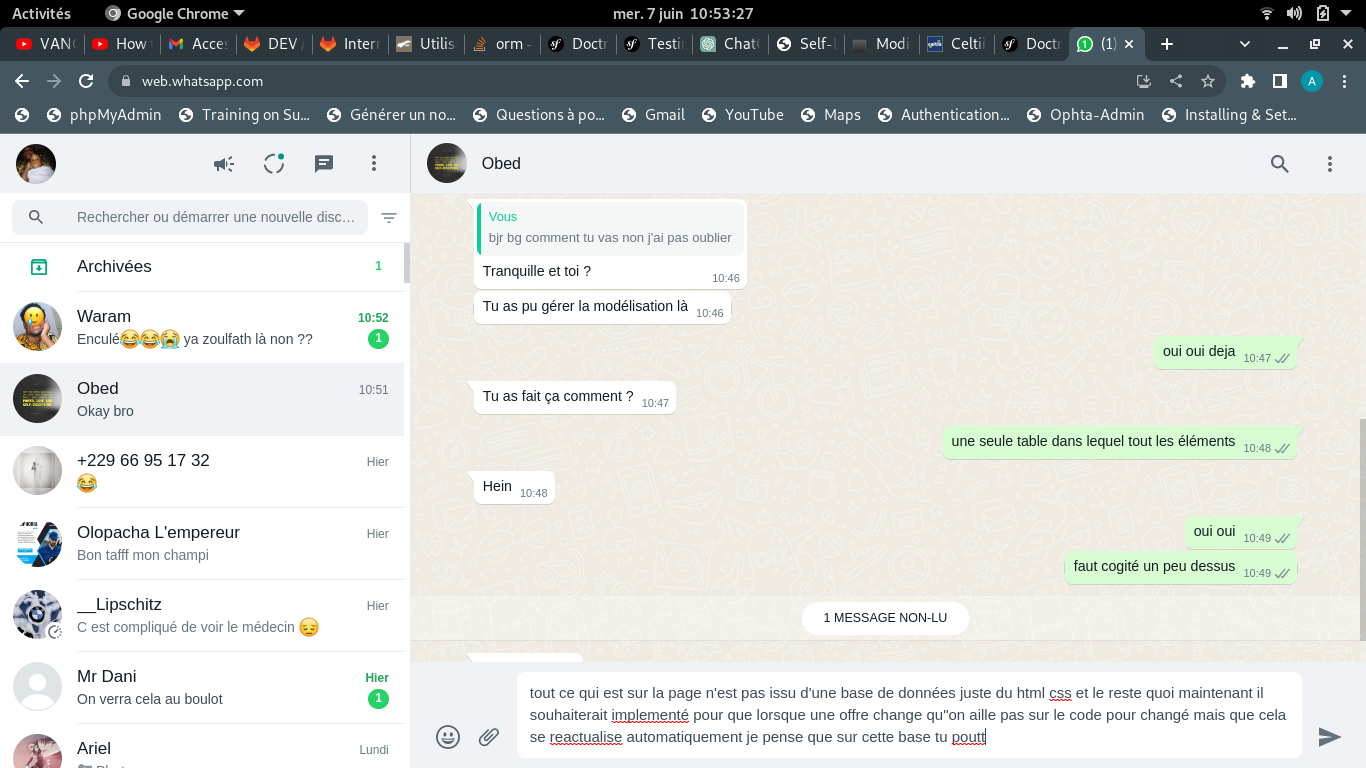 Activités
Google Chrome
mer. 7 juin 10:53:27
VANC
How
Acces
DEV
Inter
Utilis
orm -
Doctr
Testin
ChatG
Self-
Modi
Celtii
Doctr
(1)
web.whatsapp.com
A
phpMyAdmin
Training on Su...
Générer un no...
Questions à po...
Gmail
YouTube
Maps
Authentication...
Ophta-Admin
Installing & Set...
Rechercher ou démarrer une nouvelle disc...
Archivées
1
Waram
10:52
Enculé😂😂😭 ya zoulfath là non ??
1
Obed
10:51
Okay bro
+229 66 95 17 32
Hier
😂
Olopacha L'empereur
Hier
Bon tafff mon champi
__Lipschitz
Hier
C est compliqué de voir le médecin 😔
Mr Dani
Hier
On verra cela au boulot
1
Ariel
Lundi
Obed
Vous
bjr bg comment tu vas non j'ai pas oublier
Tranquille et toi ?
10:46
Tu as pu gérer la modélisation là
10:46
oui oui deja
10:47
Tu as fait ça comment ?
10:47
une seule table dans lequel tout les éléments
10:48
Hein
10:48
oui oui
10:49
faut cogité un peu dessus
10:49
1 MESSAGE NON-LU
tout ce qui est sur la page n'est pas issu d'une base de données juste du html css et le reste quoi maintenant il
souhaiterait implementé pour que lorsque une offre change qu"on aille pas sur le code pour changé mais que cela
se reactualise automatiquement je pense que sur cette base tu poutt